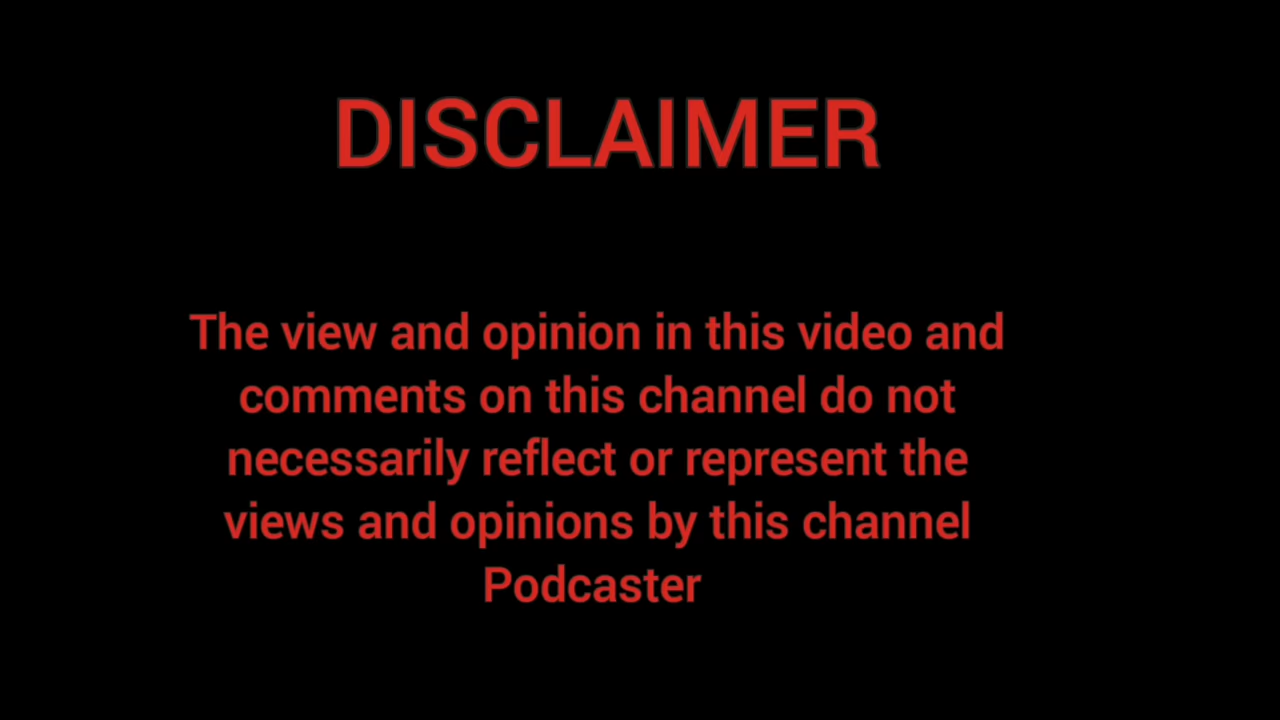 DISCLAIMER
The view and opinion in this video and
comments on this channel do not
necessarily reflect or represent the
views and opinions by this channel
Podcaster